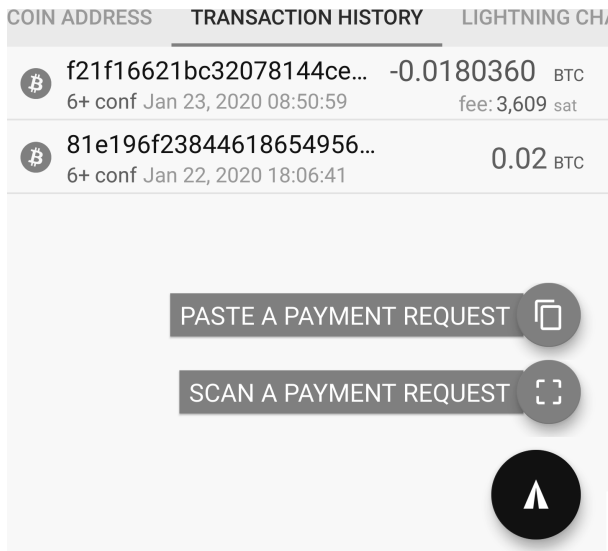 COIN ADDRESS TRANSACTION HISTORY LIGHTNING CHA
f21f16621bc32078144ce... -0.0180360 BTC
6+ conf Jan 23, 2020 08:50:59 fee: 3,609 sat
81e196f23844618654956...
0.02 BTC
6+ conf Jan 22, 2020 18:06:41
PASTE A PAYMENT REQUEST
SCAN A PAYMENT REQUEST